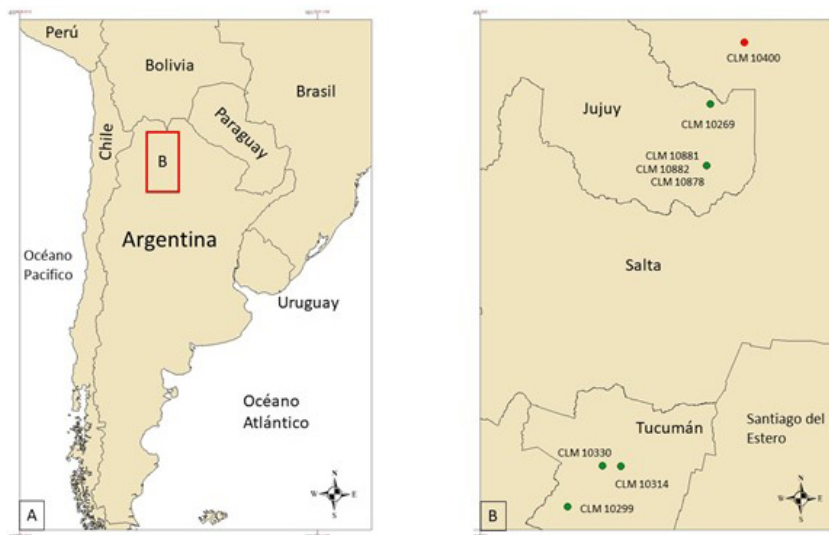 Perú
Bolivia
Brasil
Paraguay
Chile
B
Argentina
Océano
Pacifico
Uruguay
Océano
Atlántico
N
W
E
S
A
CLM 10400
Jujuy
CLM 10269
CLM 10881
CLM 10882
CLM 10878
Salta
Tucumán
Santiago del
Estero
CLM 10330
CLM 10314
CLM 10299
N
W
E
S
B